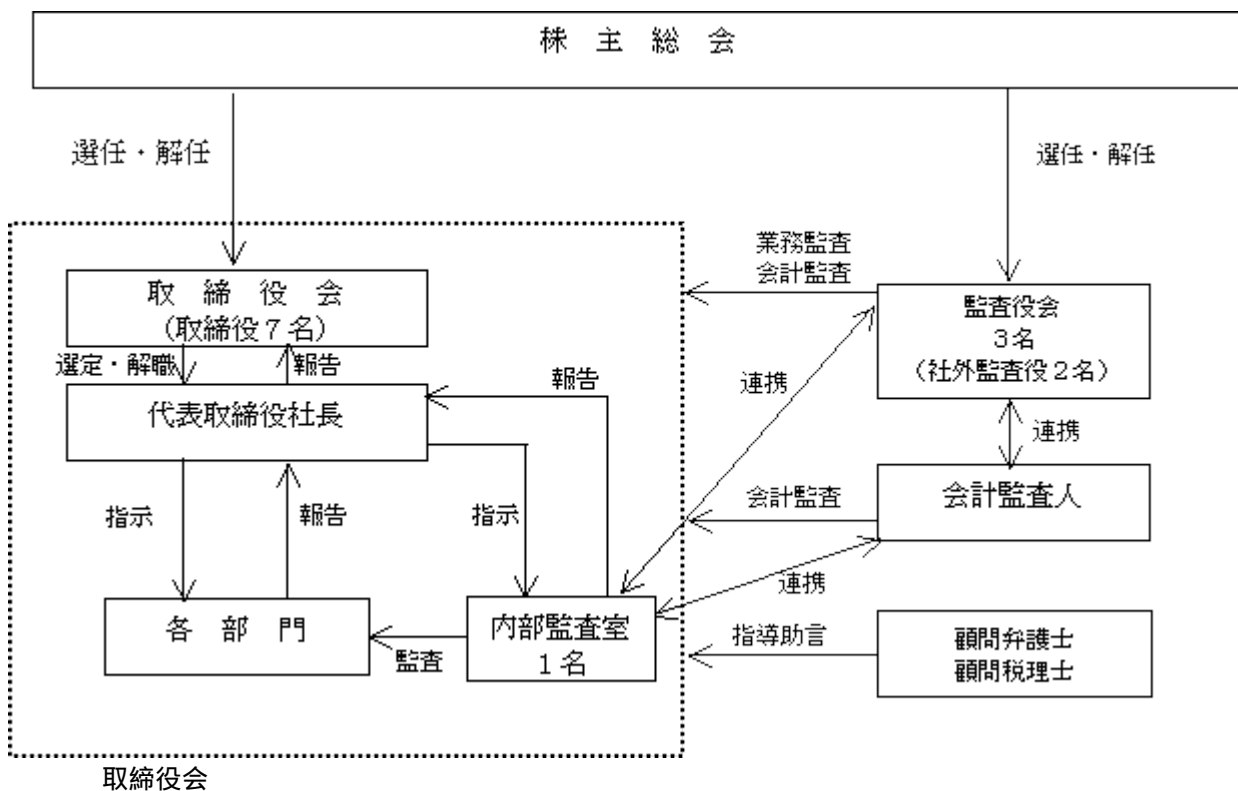 株 主 総 会
選任・解任
選任・解任
業務監査
会計監査
取 締 役 会
(取締役7名)
監査役会
3名
(社外監査役2名)
選定・解職
報告
報告
連携
代表取締役社長
連携
指示
報告
指示
会計監査
会計監査人
連携
各 部 門
内部監査室
1名
監査
指導助言
顧問弁護士
顧問税理士
取締役会